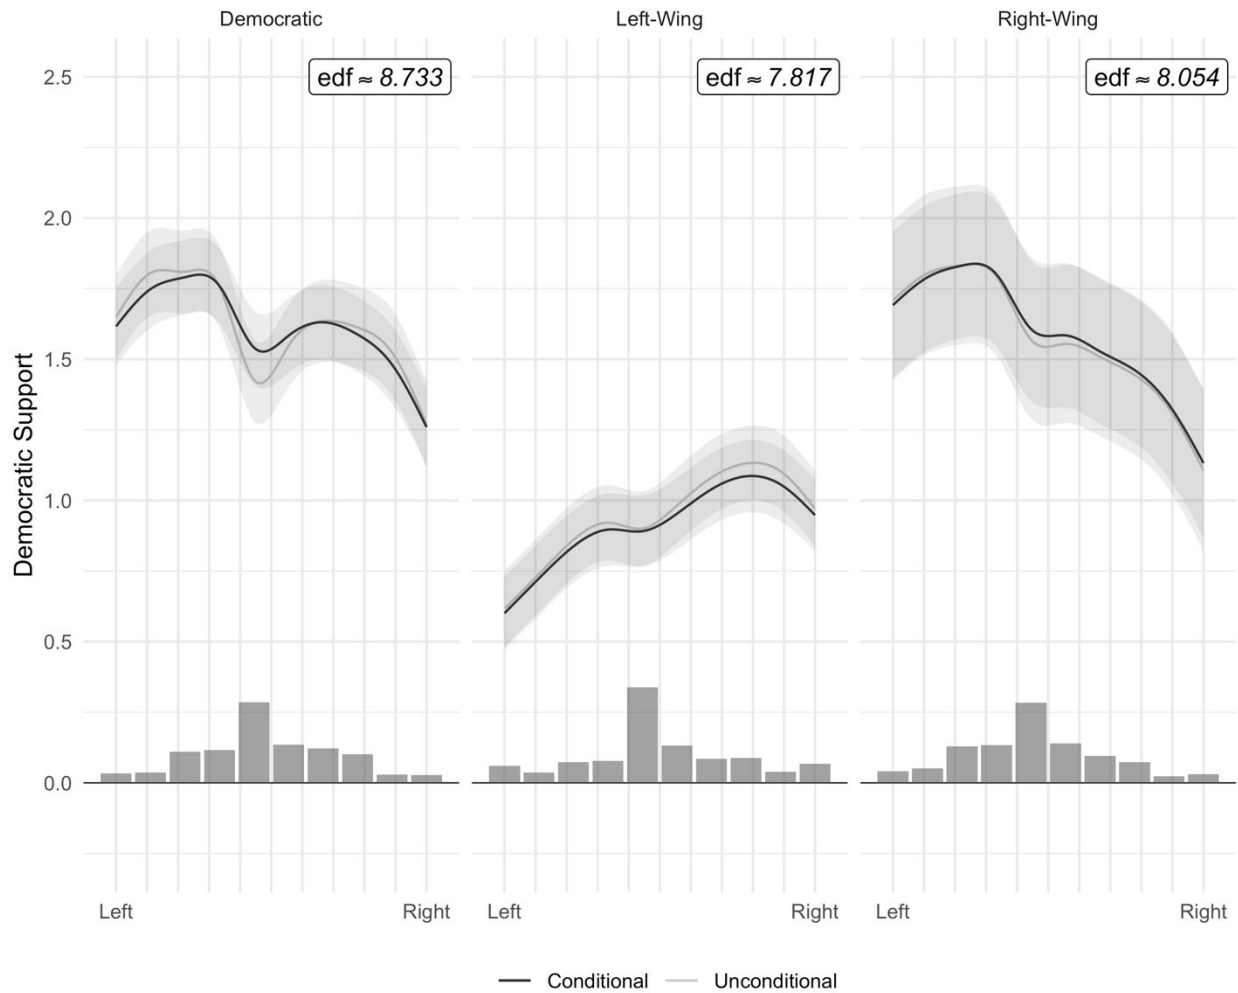 Democratic Left-Wing Right-Wing
edf ≈ 8.733 edf ≈ 7.817 edf ≈ 8.054
2.5
2.0
1.5
1.0
0.5
0.0
Democratic Support
Left Right Left Right Left Right
Conditional Unconditional